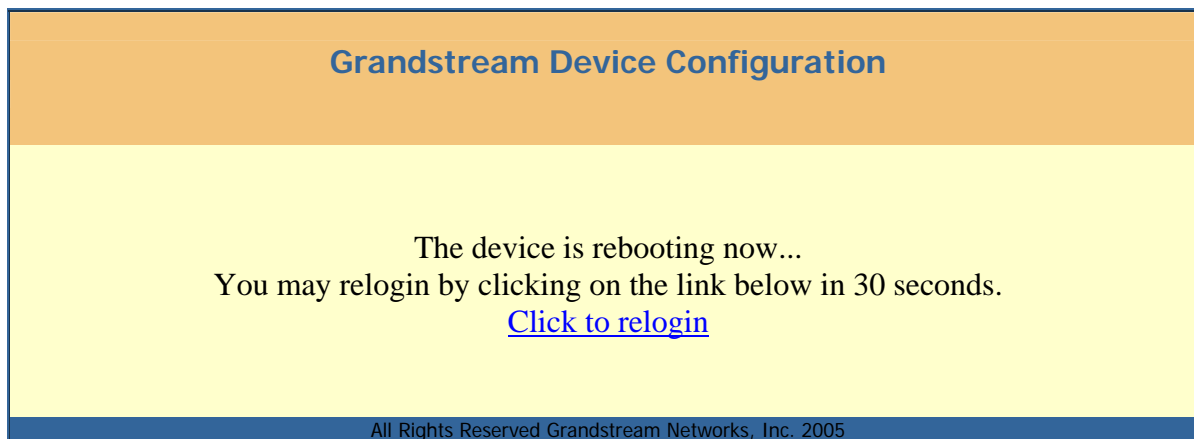 Grandstream Device Configuration
The device is rebooting now...
You may relogin by clicking on the link below in 30 seconds.
Click to relogin
All Rights Reserved Grandstream Networks, Inc. 2005